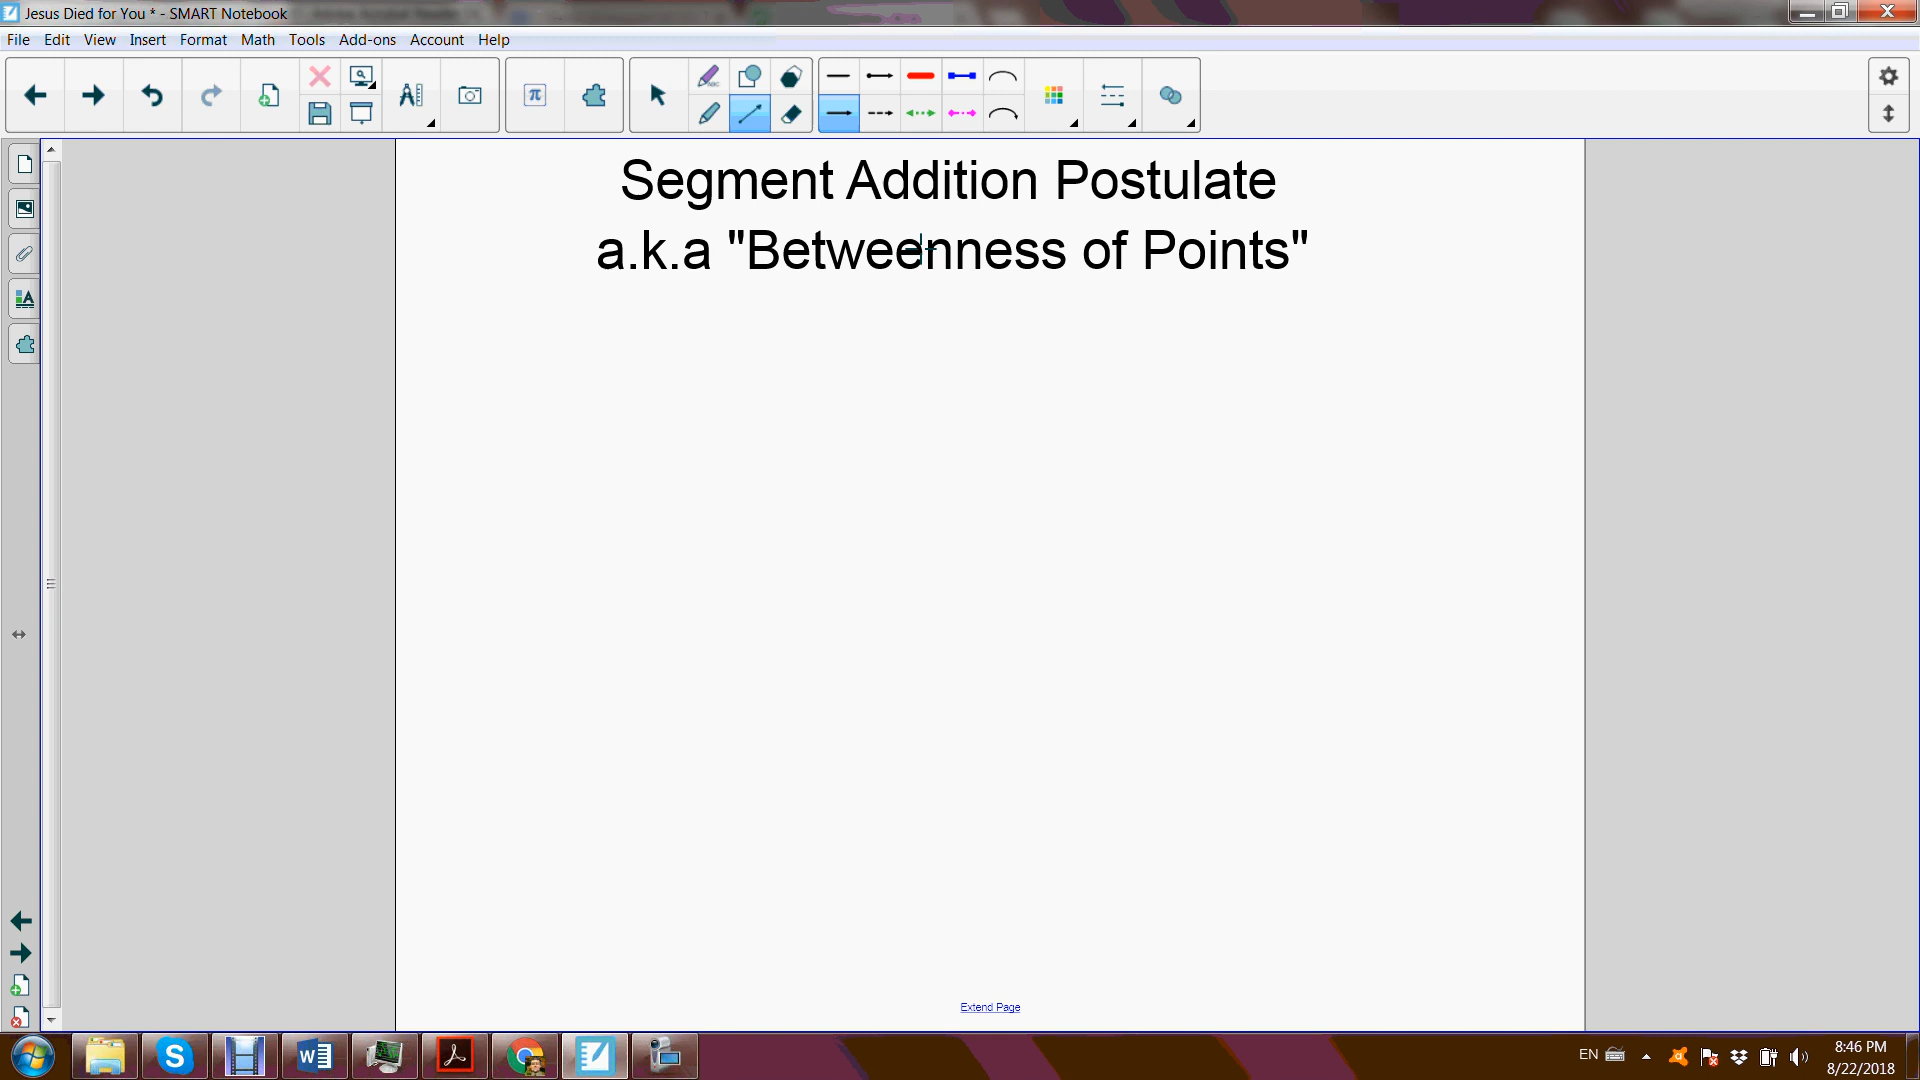 Jesus Died for You * - SMART Notebook
File Edit View Insert Format Math Tools Add-ons Account Help
Segment Addition Postulate
a.k.a "Betweenness of Points"
Extend Page
EN
8:46 PM
8/22/2018